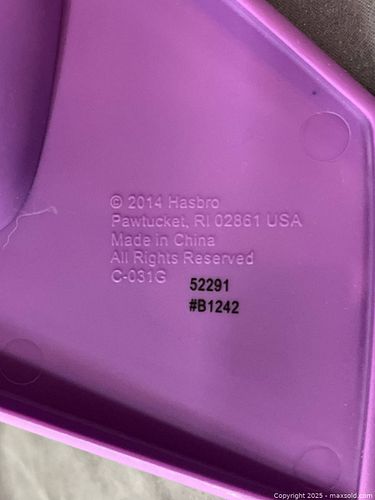 © 2014 Hasbro
Pawtucket, RI 02861 USA
Made in China
All Rights Reserved
C-031G
52291
#B1242
Copyright 2025 - maxsold.com